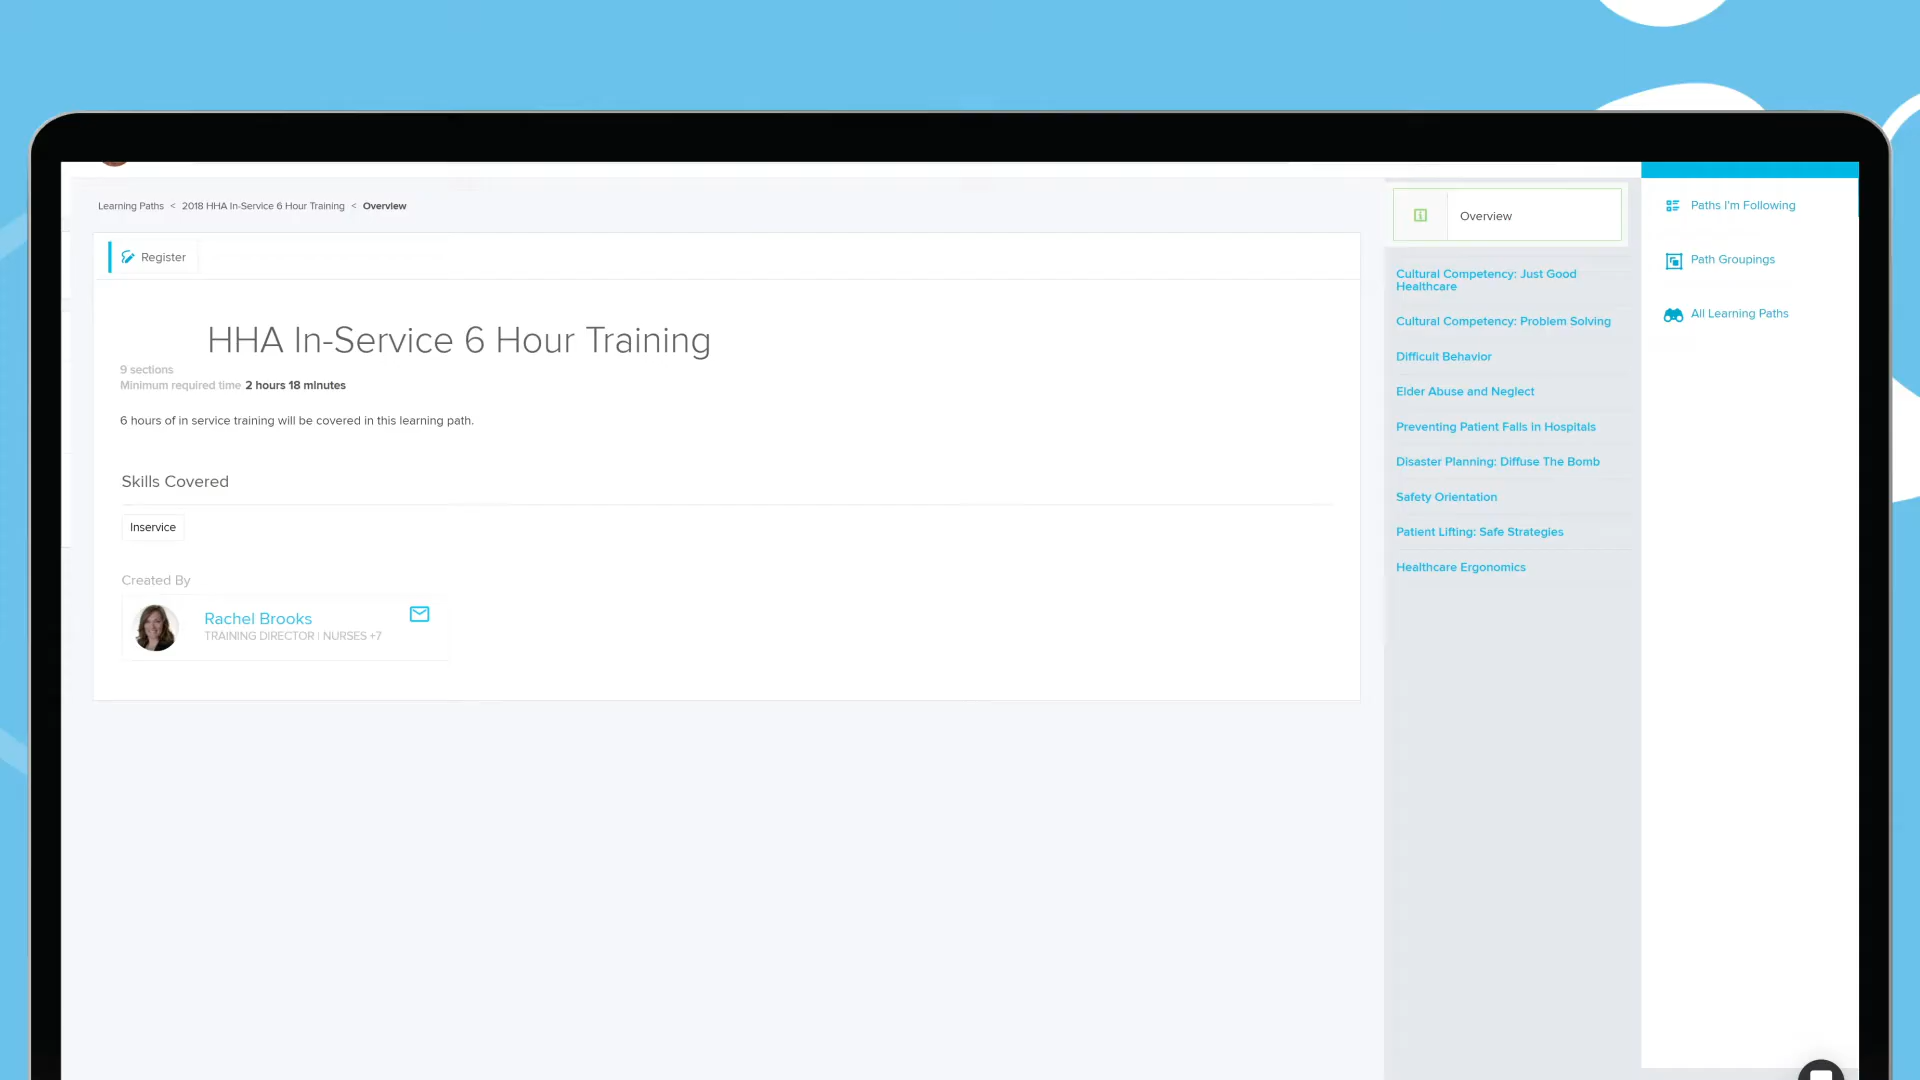 Learning Paths < 2018 HHA In-Service 6 Hour Training < Overview
Register
HHA In-Service 6 Hour Training
9 sections
Minimum required time 2 hours 18 minutes
6 hours of in service training will be covered in this learning path.
Skills Covered
Inservice
Created By
Rachel Brooks
TRAINING DIRECTOR | NURSES +7
Overview
Cultural Competency: Just Good
Healthcare
Cultural Competency: Problem Solving
Difficult Behavior
Elder Abuse and Neglect
Preventing Patient Falls in Hospitals
Disaster Planning: Diffuse The Bomb
Safety Orientation
Patient Lifting: Safe Strategies
Healthcare Ergonomics
Paths I'm Following
Path Groupings
All Learning Paths